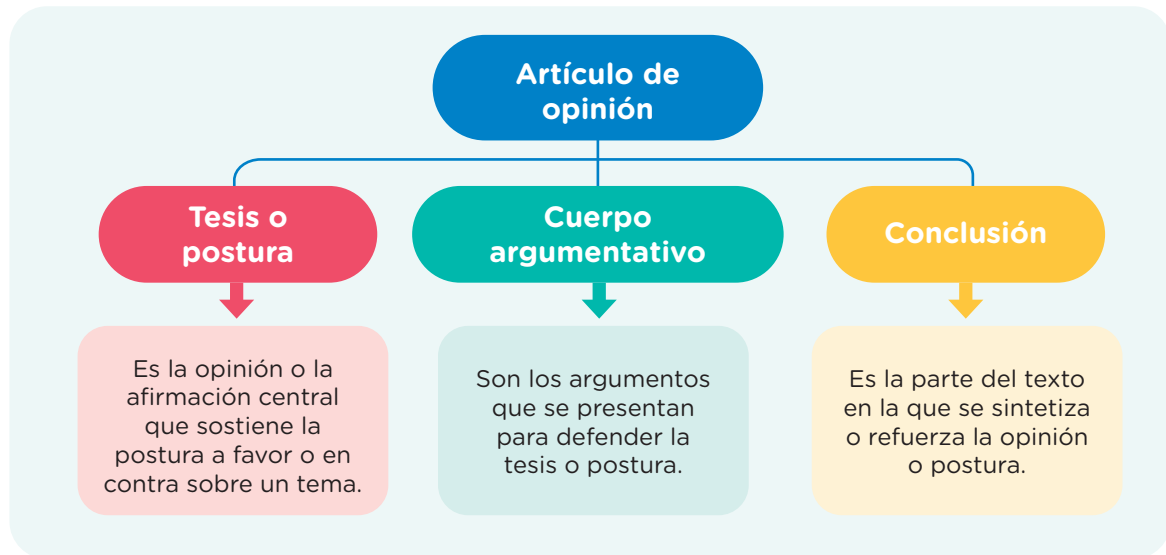 Artículo de
opinión
Tesis o
postura
Cuerpo
argumentativo
Conclusión
Es la opinión o la
afirmación central
que sostiene la
postura a favor o en
contra sobre un tema.
Son los argumentos
que se presentan
para defender la
tesis o postura.
Es la parte del texto
en la que se sintetiza
o refuerza la opinión
o postura.